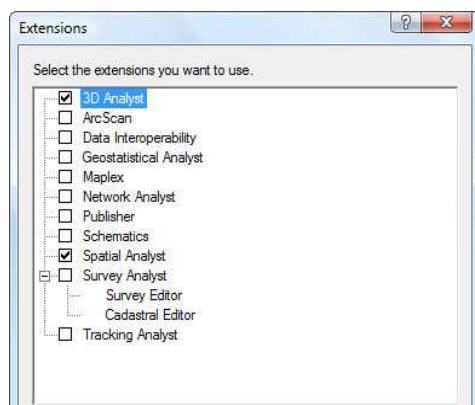 Extensions
Select the extensions you want to use.
3D Analyst
ArcScan
Data Interoperability
Geostatistical Analyst
Maplex
Network Analyst
Publisher
Schematics
Spatial Analyst
Survey Analyst
Survey Editor
Cadastral Editor
Tracking Analyst